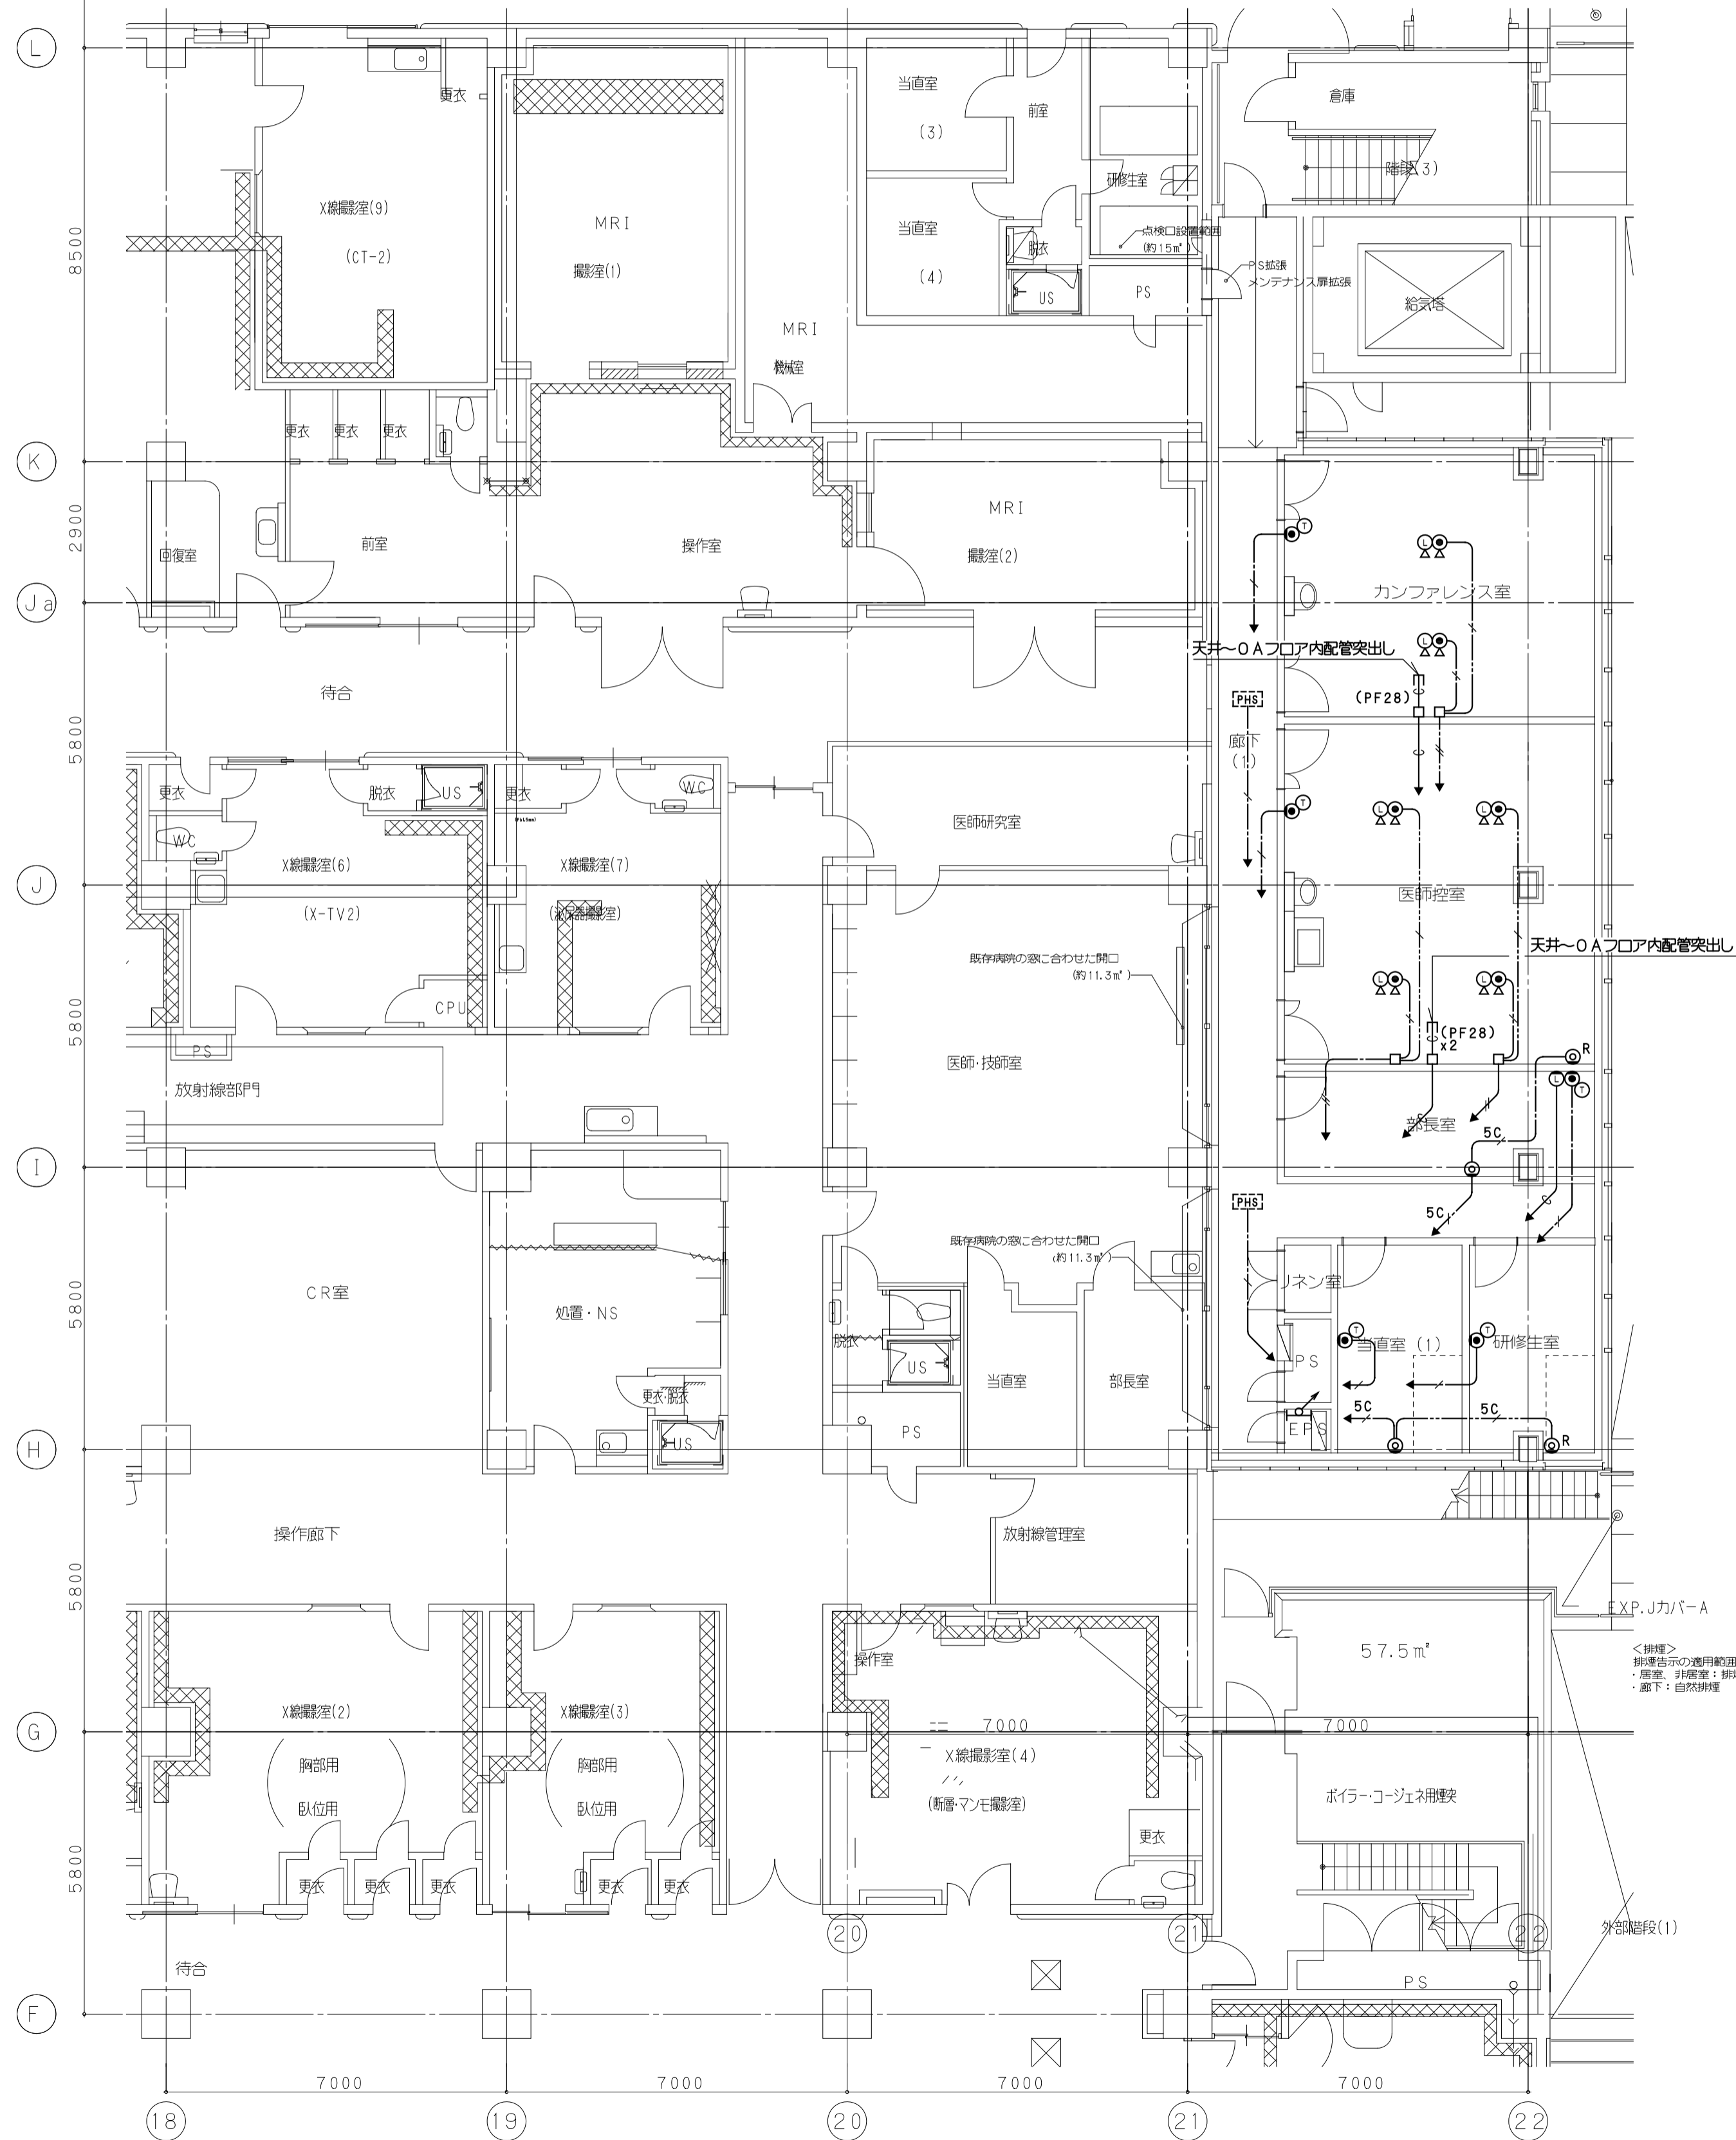 L
更衣
当直室
(3)
前室
倉庫
階段(3)
X線撮影室(9)
(CT-2)
MRI
撮影室(1)
研修生室
当直室
(4)
点検口設置範囲
(約15㎡)
脱衣
US
PS
PS拡張
メンテナンス扉拡張
給気塔
8500
MRI
機械室
更衣
更衣
更衣
K
2900
MRI
撮影室(2)
回復室
前室
操作室
T
L
カンファレンス室
Ja
L
天井~OAフロア内配管突出し
(PF28)
待合
PHS
廊下
(1)
5800
更衣
脱衣
US
更衣
WC
T
L
L
WC
医師研究室
X線撮影室(6)
X線撮影室(7)
J
(X-TV2)
(泌尿器撮影室)
医師控室
天井~OAフロア内配管突出し
既存病院の窓に合わせた開口
(約11.3㎡)
L
L
CPU
5800
(PF28)
x2
PS
R
医師・技師室
放射線部門
L
T
部長室
5C
I
PHS
5C
既存病院の窓に合わせた開口
(約11.3㎡)
CR室
処置・NS
リネン室
5800
脱衣
US
T
T
当直室 (1)
研修生室
PS
当直室
部長室
更衣・脱衣
5C
5C
PS
EPS
US
R
H
操作廊下
放射線管理室
5800
EXP.JカバーA
57.5㎡
<排煙>
排煙告示の適用範囲
・居室、非居室:排
・廊下:自然排煙
操作室
X線撮影室(2)
X線撮影室(3)
G
7000
7000
胸部用
胸部用
X線撮影室(4)
臥位用
臥位用
(断層・マンモ撮影室)
ボイラー・コージェネ用煙突
更衣
5800
更衣
更衣
更衣
更衣
更衣
20
21
22
外部階段(1)
待合
PS
F
7000
7000
7000
7000
18
19
20
21
22